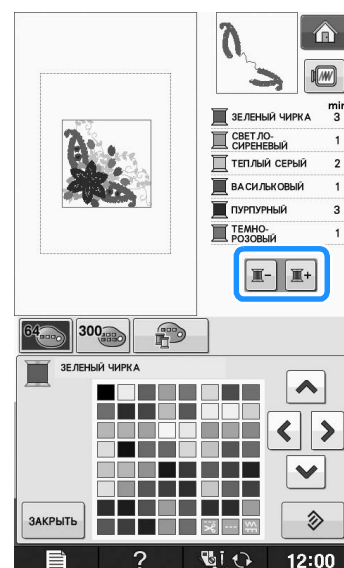 min
ЗЕЛЕНЫЙ ЧИРКА 3
СВЕТЛО-
СИРЕНЕВЫЙ 1
ТЕПЛЫЙ СЕРЫЙ 2
ВАСИЛЬКОВЫЙ 1
ПУРПУРНЫЙ 3
ТЕМНО-
РОЗОВЫЙ 1
- +
64 300
ЗЕЛЕНЫЙ ЧИРКА
ЗАКРЫТЬ
? 12:00